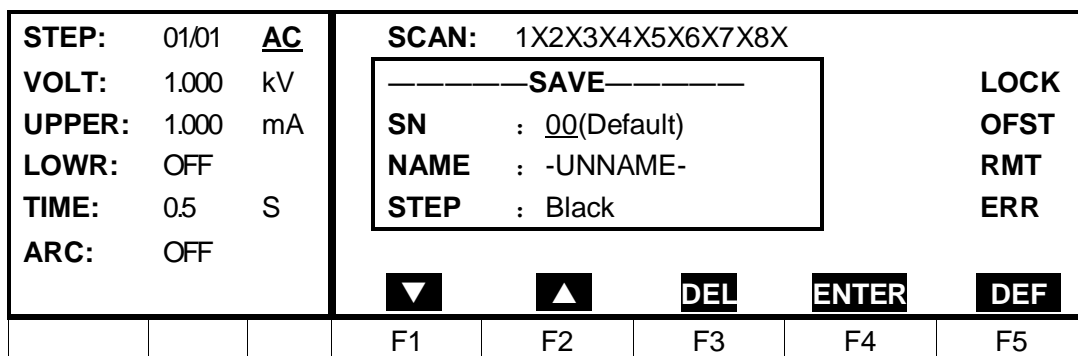 STEP: 01/01 AC SCAN: 1X2X3X4X5X6X7X8X
VOLT: 1.000 kV —————SAVE————— LOCK
UPPER: 1.000 mA SN : 00(Default) OFST
LOWR: OFF NAME : -UNNAME- RMT
TIME: 0.5 S STEP : Black ERR
ARC: OFF
▼ ▲ DEL ENTER DEF
F1 F2 F3 F4 F5